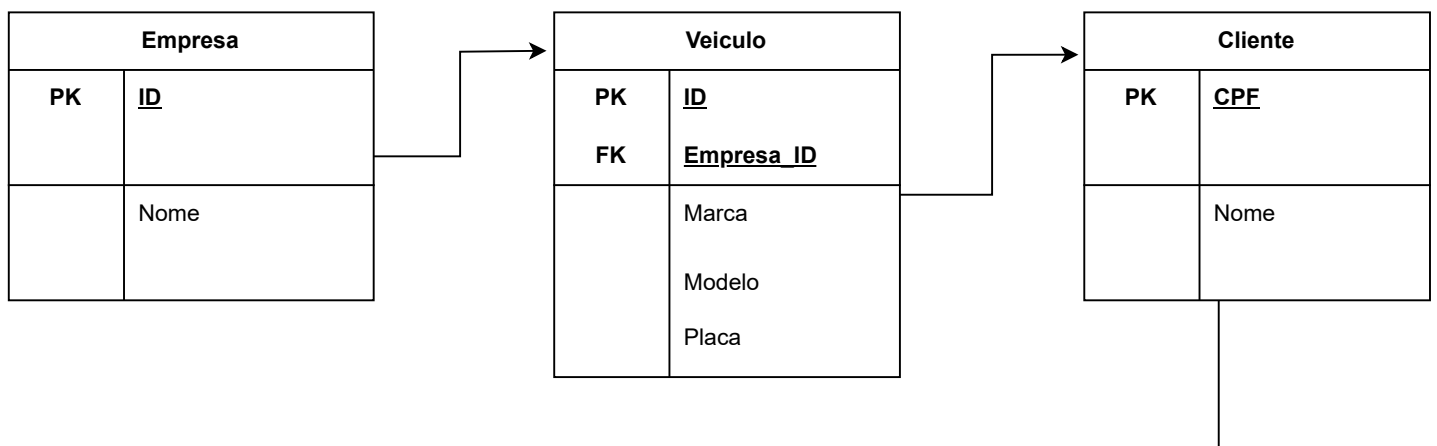 Empresa
PK ID
Nome
Veiculo
PK ID
FK Empresa_ID
Marca
Modelo
Placa
Cliente
PK CPF
Nome